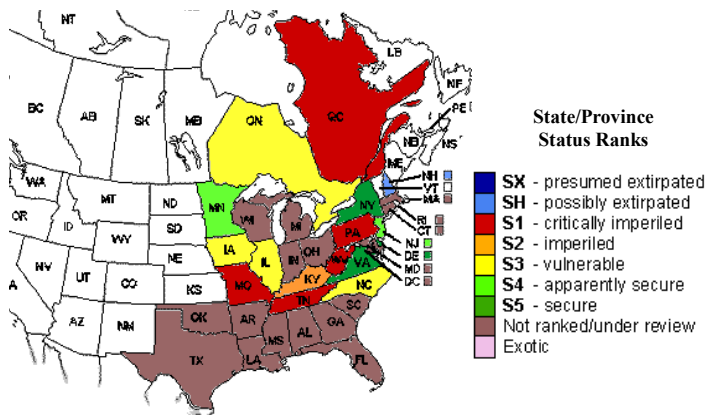 NT
LB
NF
BC
AB
SK
MB
ON
QC
PE
NB
NS
ME
WA
MT
ND
MN
OR
ID
SD
WI
MI
NY
NH
VT
MA
RI
CT
WY
NE
IA
PA
NJ
NV
UT
CO
KS
IL
IN
OH
WV
VA
DE
MD
DC
A
MO
KY
AZ
NM
OK
AR
TN
NC
SC
TX
LA
MS
AL
GA
FL
State/Province
Status Ranks
SX - presumed extirpated
SH - possibly extirpated
S1 - critically imperiled
S2 - imperiled
S3 - vulnerable
S4 - apparently secure
S5 - secure
Not ranked/under review
Exotic